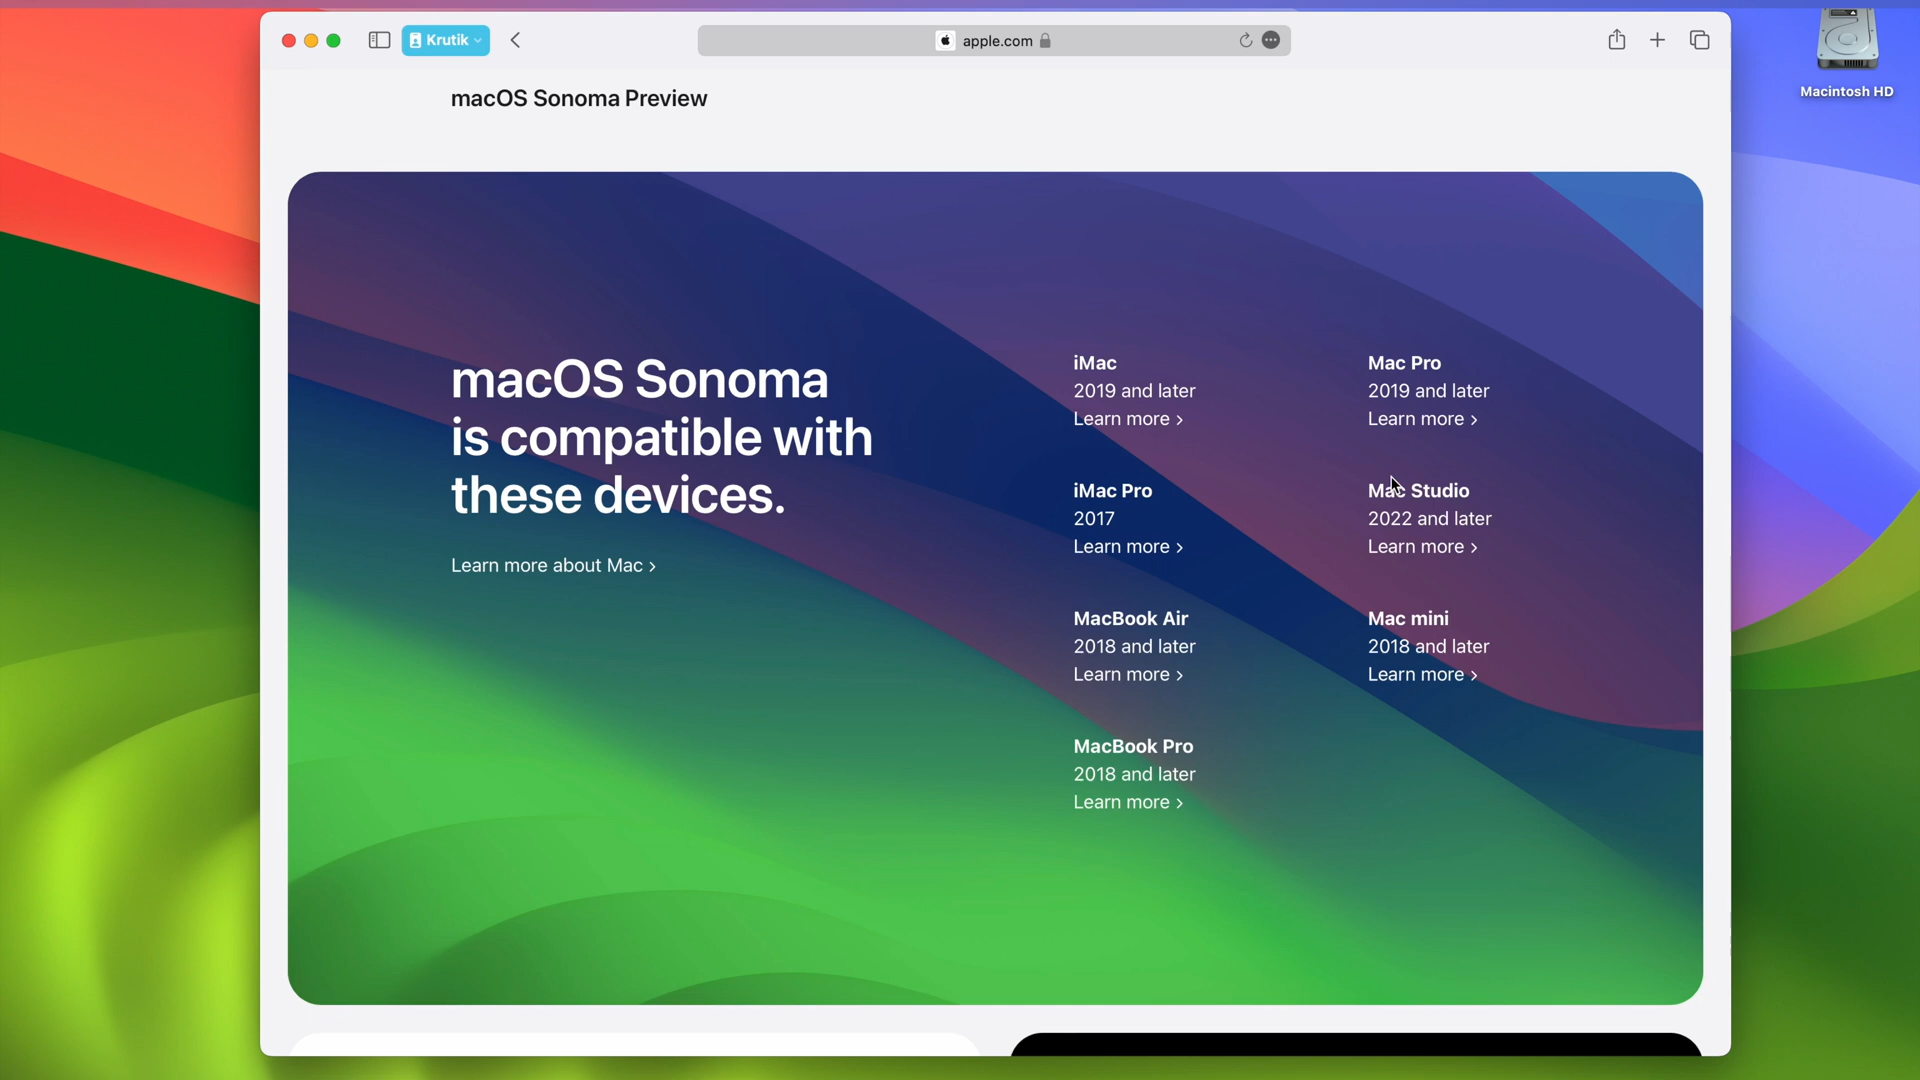 Krutik
apple.com
Macintosh HD
macOS Sonoma Preview
macOS Sonoma
is compatible with
these devices.
Learn more about Mac >
iMac
2019 and later
Learn more >
iMac Pro
2017
Learn more >
MacBook Air
2018 and later
Learn more >
MacBook Pro
2018 and later
Learn more >
Mac Pro
2019 and later
Learn more >
Mac Studio
2022 and later
Learn more >
Mac mini
2018 and later
Learn more >